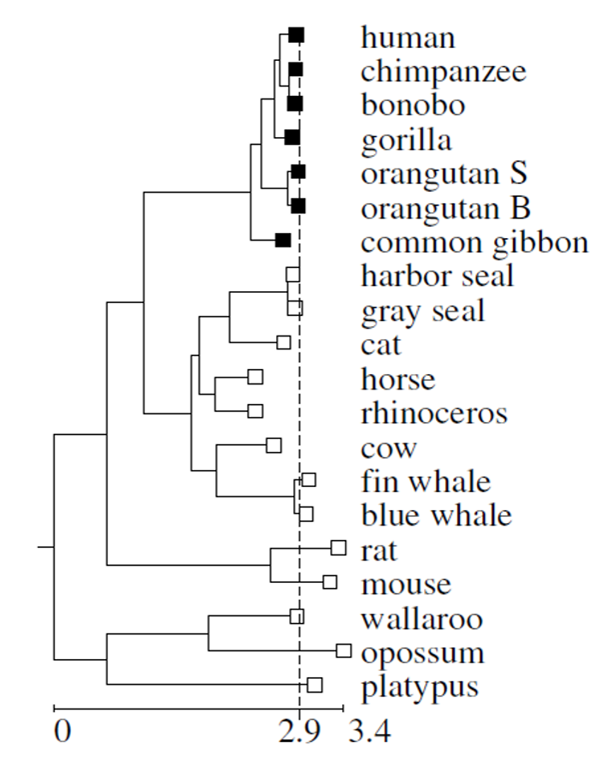 human
chimpanzee
bonobo
gorilla
orangutan S
orangutan B
common gibbon
harbor seal
gray seal
cat
horse
rhinoceros
cow
fin whale
blue whale
rat
mouse
wallaroo
opossum
platypus
0 2.9 3.4